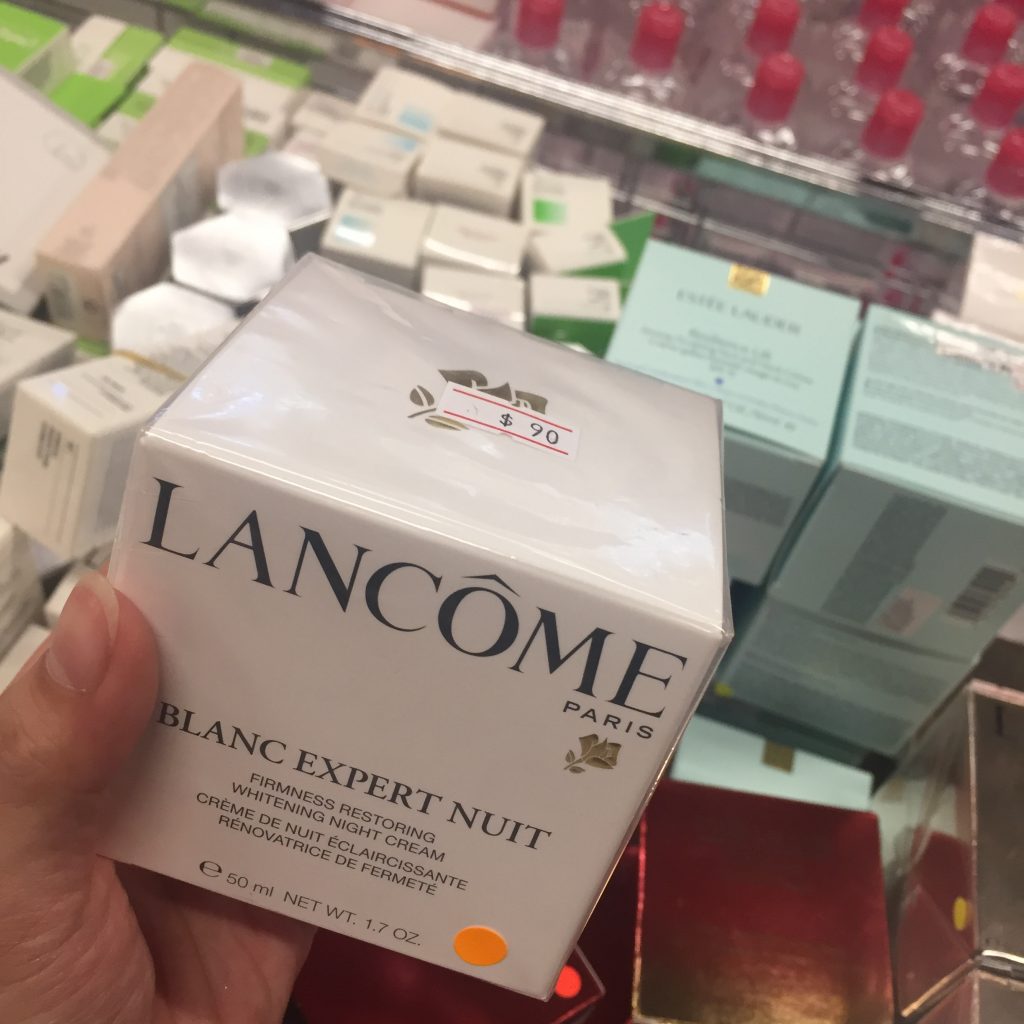 $ 90
LANCÔME
PARIS
BLANC EXPERT NUIT
FIRMNESS RESTORING
WHITENING NIGHT CREAM
CRÈME DE NUIT ÉCLAIRCISSANTE
RÉNOVATRICE DE FERMETÉ
℮ 50 ml NET WT. 1.7 OZ.
ESTĒE LAUDER